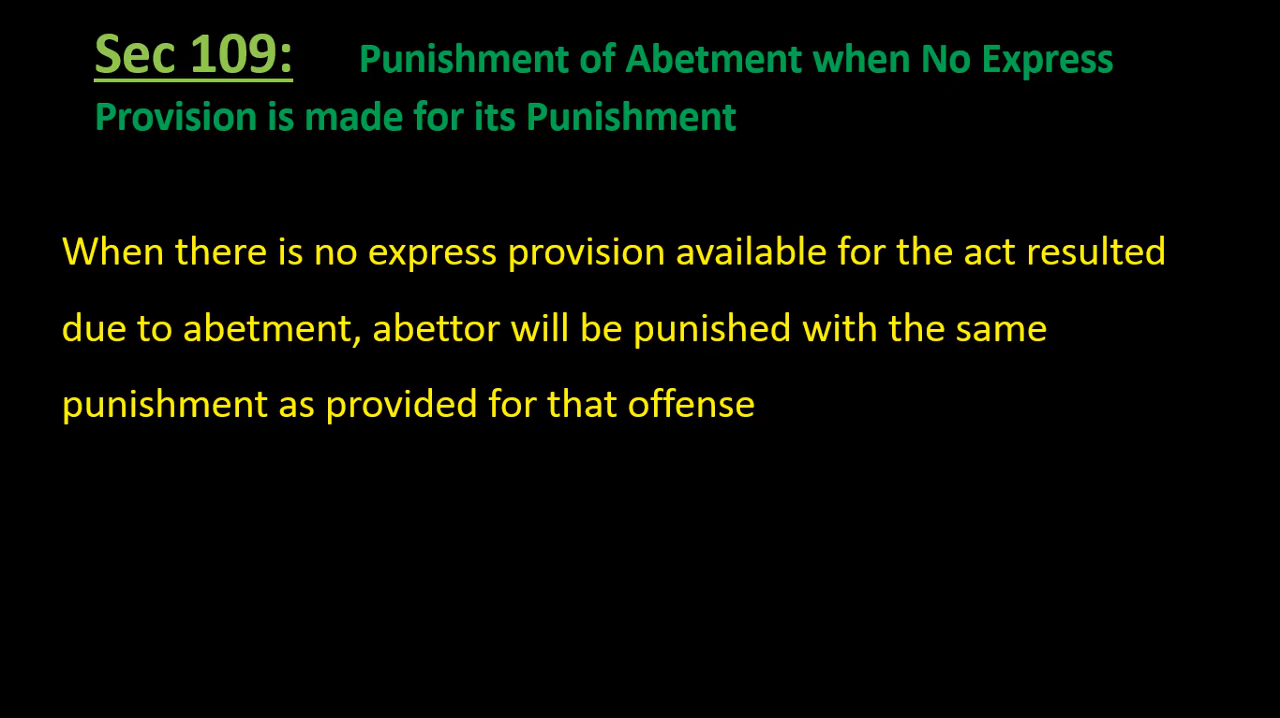 Sec 109: Punishment of Abetment when No Express
Provision is made for its Punishment
When there is no express provision available for the act resulted
due to abetment, abettor will be punished with the same
punishment as provided for that offense